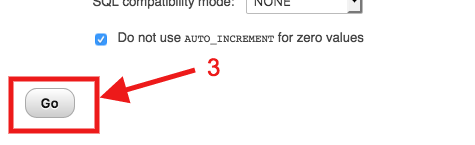 SQL compatibility mode: NONE
Do not use AUTO_INCREMENT for zero values
3
Go